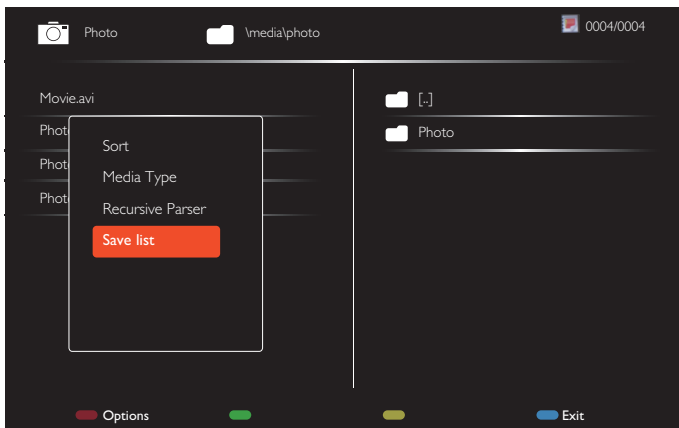 Photo \media\photo 0004/0004
Movie.avi
[..]
Phot
Photo
Phot
Phot
Sort
Media Type
Recursive Parser
Save list
Options Exit